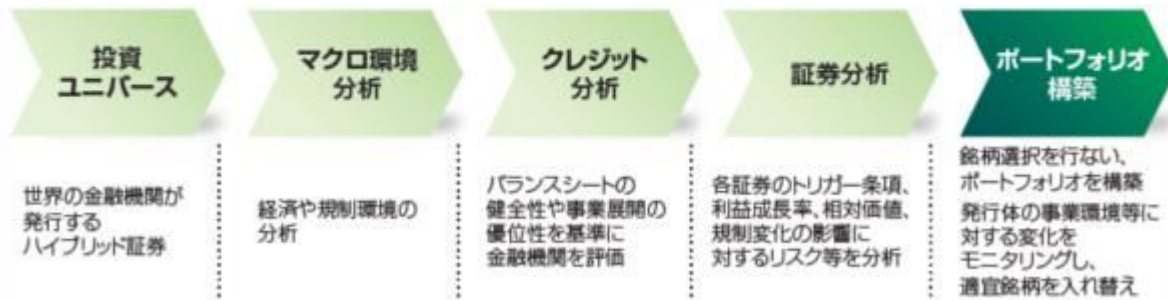 投資
ユニバース
世界の金融機関が
発行する
ハイブリッド証券
マクロ環境
分析
経済や規制環境の
分析
クレジット
分析
バランスシートの
健全性や事業展開の
優位性を基準に
金融機関を評価
証券分析
各証券のトリガー条項、
利益成長率、相対価値、
規制変化の影響に
対するリスク等を分析
ポートフォリオ
構築
銘柄選択を行ない、
ポートフォリオを構築
発行体の事業環境等に
対する変化を
モニタリングし、
適宜銘柄を入れ替え